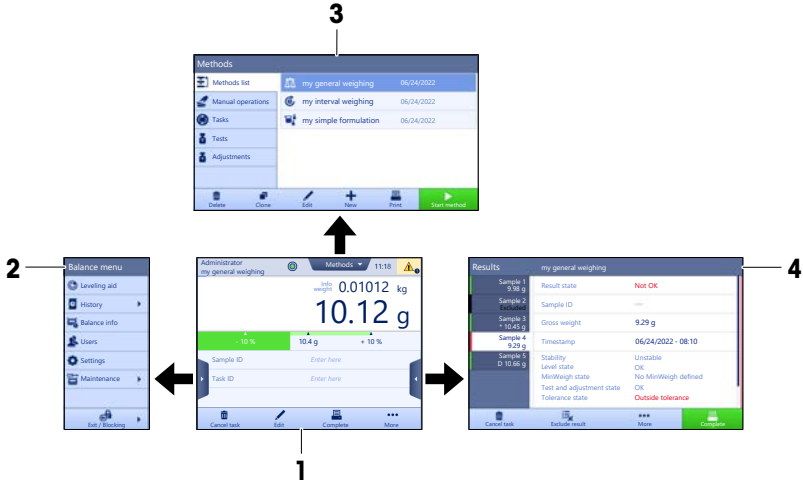 3
Methods
Methods list
my general weighing 06/24/2022
Manual operations
my interval weighing 06/24/2022
Tasks
my simple formulation 06/24/2022
Tests
Adjustments
Delete Clone Edit New Print Start method
2
Balance menu
Leveling aid
History
Balance info
Users
Settings
Maintenance
Exit / Blocking
Administrator
my general weighing
Methods 11:18
Info
weight 0.01012 kg
10.12 g
- 10 % 10.4 g + 10 %
Sample ID Enter here
Task ID Enter here
Cancel task Edit Complete More
1
4
Results my general weighing
Sample 1
9.98 g
Result state Not OK
Sample 2
Excluded
Sample ID ---
Sample 3
* 10.45 g
Gross weight 9.29 g
Sample 4
9.29 g
Timestamp 06/24/2022 - 08:10
Sample 5
D 10.66 g
Stability Unstable
Level state OK
MinWeigh state No MinWeigh defined
Test and adjustment state OK
Tolerance state Outside tolerance
Cancel task Exclude result More Complete